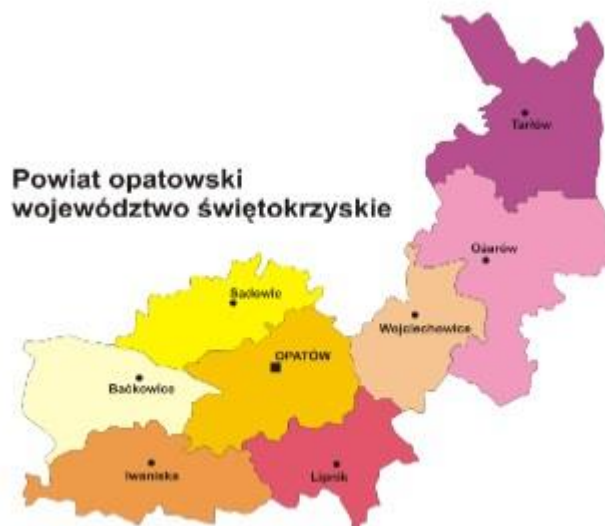 Tarłów
Powiat opatowski
województwo świętokrzyskie
Ożarów
Sadowie
Wojciechowice
OPATÓW
Baćkowice
Iwaniska
Lipnik